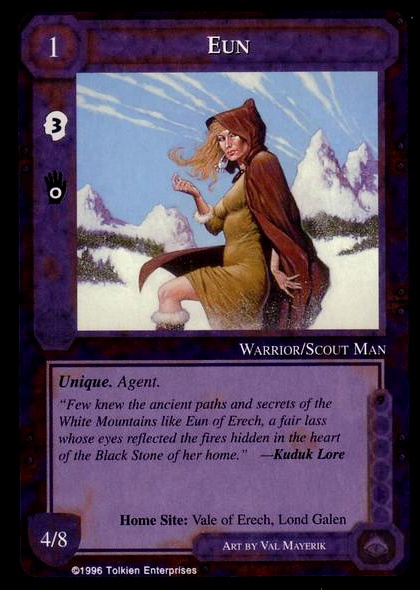 1
EUN
3
0
WARRIOR/SCOUT MAN
Unique. Agent.
“Few knew the ancient paths and secrets of the
White Mountains like Eun of Erech, a fair lass
whose eyes reflected the fires hidden in the heart
of the Black Stone of her home.” —Kuduk Lore
Home Site: Vale of Erech, Lond Galen
4/8
ART BY VAL MAYERIK
©1996 Tolkien Enterprises